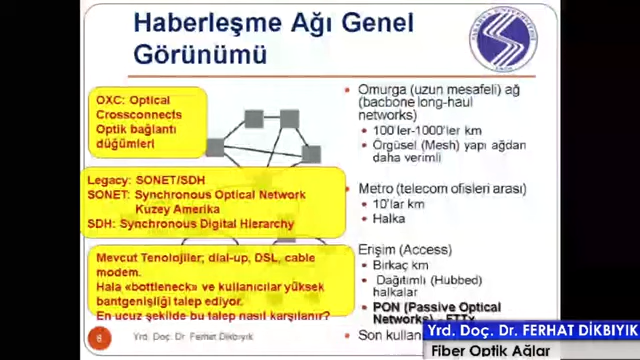 Haberleşme Ağı Genel
Görünümü
OXC: Optical
Crossconnects
Optik bağlantı
düğümleri
Legacy: SONET/SDH
SONET: Synchronous Optical Network
Kuzey Amerika
SDH: Synchronous Digital Hierarchy
Mevcut Tenolojiler; dial-up, DSL, cable
modem.
Hala «bottleneck» ve kullanıcılar yüksek
bantgenişliği talep ediyor.
En ucuz şekilde bu talep nasıl karşılanır?
• Omurga (uzun mesafeli) ağ
(backbone long-haul
networks)
• 100'ler-1000'ler km
• Örgüsel (Mesh) yapı ağdan
daha verimli
• Metro (telecom ofisleri arası)
• 10'lar km
• Halka
• Erişim (Access)
• Birkaç km
• Dağıtımlı (Hubbed)
halkalar
• PON (Passive Optical
Networks) - FTTx
• Son kullan
6
Yrd. Doç. Dr. Ferhat Dikbıyık
Yrd. Doç. Dr. FERHAT DİKBIYIK
Fiber Optik Ağlar